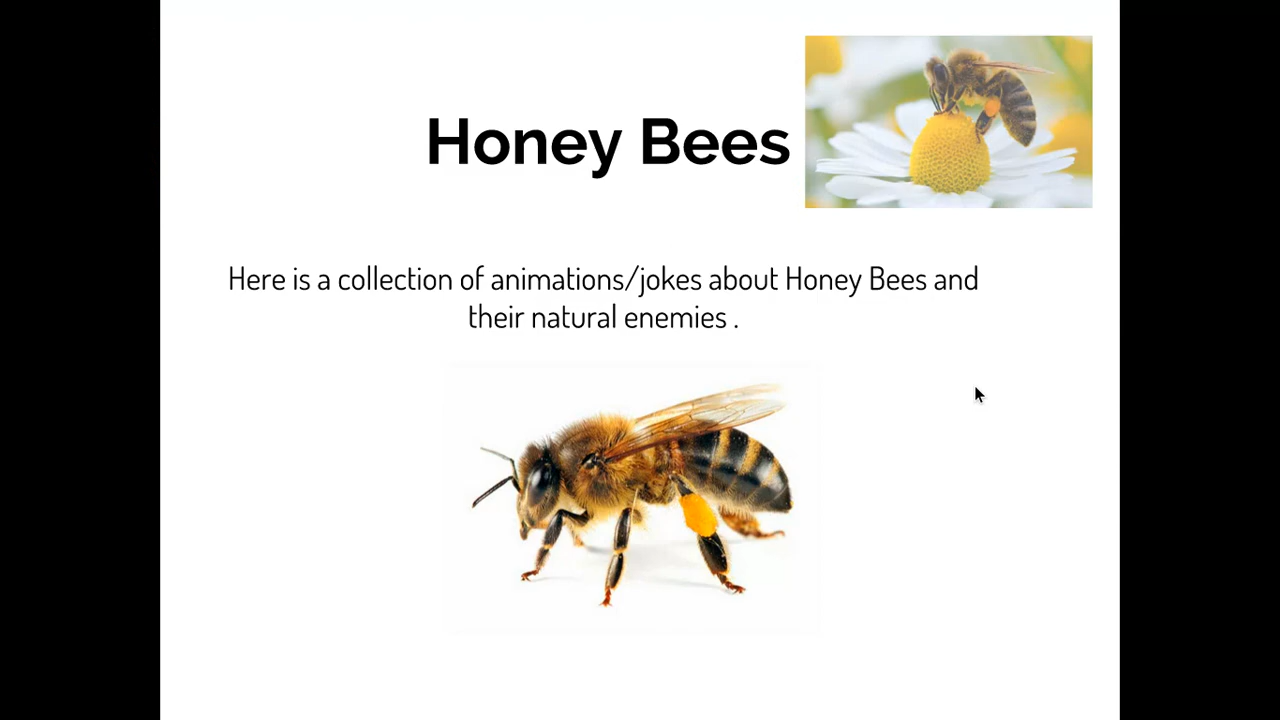 Honey Bees
Here is a collection of animations/jokes about Honey Bees and
their natural enemies .